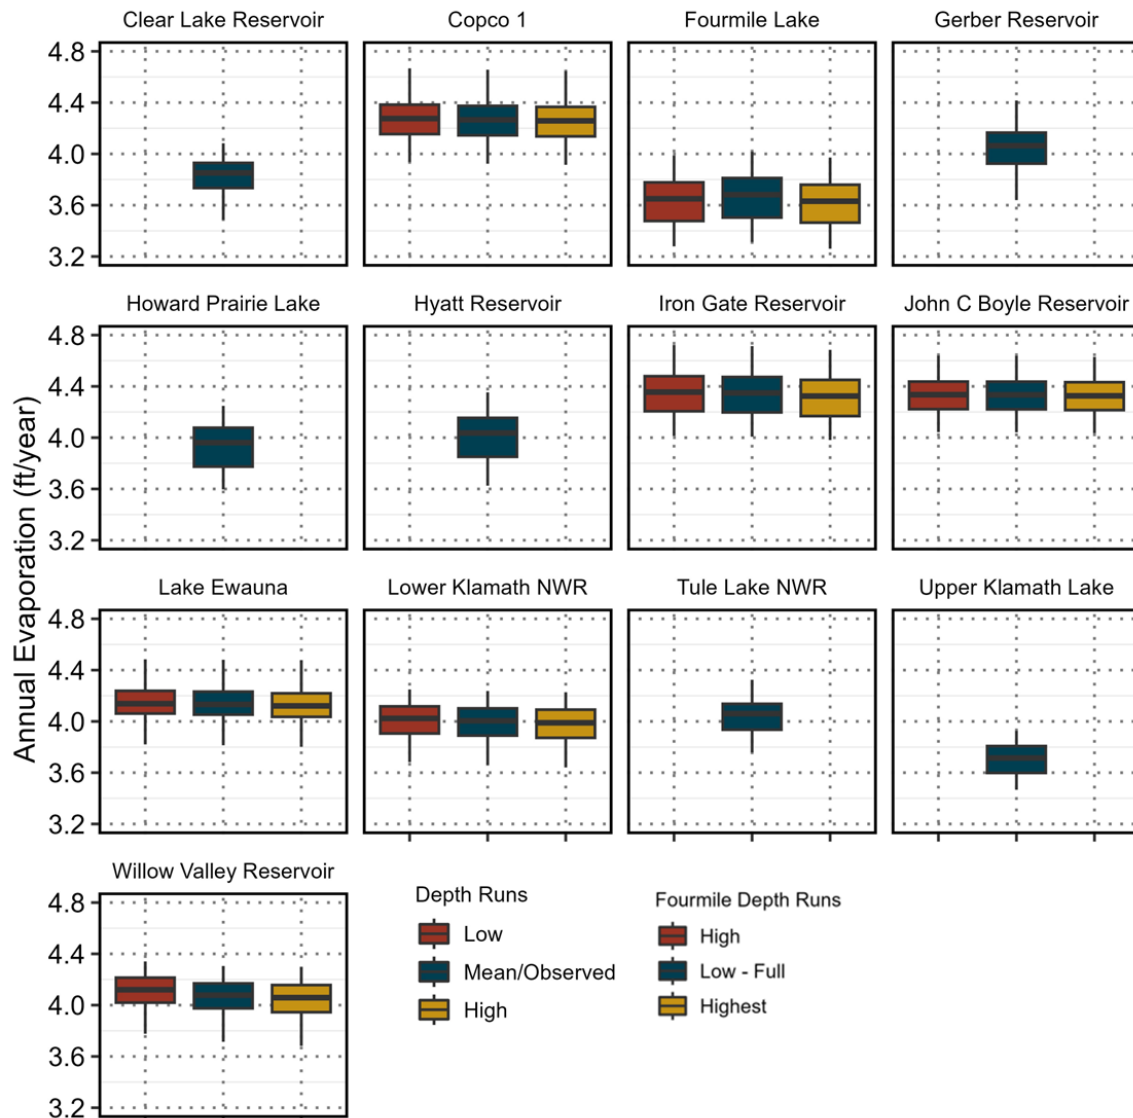 Clear Lake Reservoir
Copco 1
Fourmile Lake
Gerber Reservoir
4.8
4.4
4.0
3.6
3.2
Howard Prairie Lake
Hyatt Reservoir
Iron Gate Reservoir
John C Boyle Reservoir
4.8
4.4
4.0
3.6
3.2
Annual Evaporation (ft/year)
Lake Ewauna
Lower Klamath NWR
Tule Lake NWR
Upper Klamath Lake
4.8
4.4
4.0
3.6
3.2
Willow Valley Reservoir
4.8
4.4
4.0
3.6
3.2
Depth Runs
Low
Mean/Observed
High
Fourmile Depth Runs
High
Low - Full
Highest